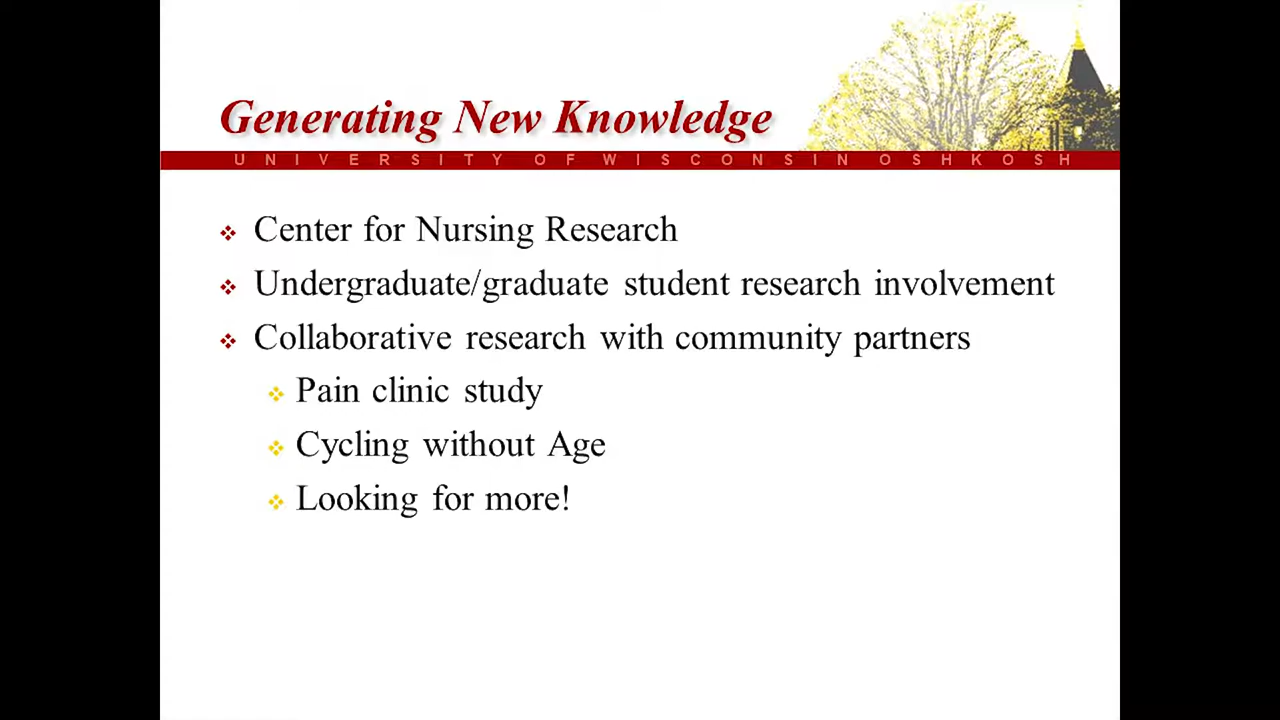 Generating New Knowledge
UNIVERSITY OF WISCONSIN OSHKOSH
Center for Nursing Research
Undergraduate/graduate student research involvement
Collaborative research with community partners
Pain clinic study
Cycling without Age
Looking for more!